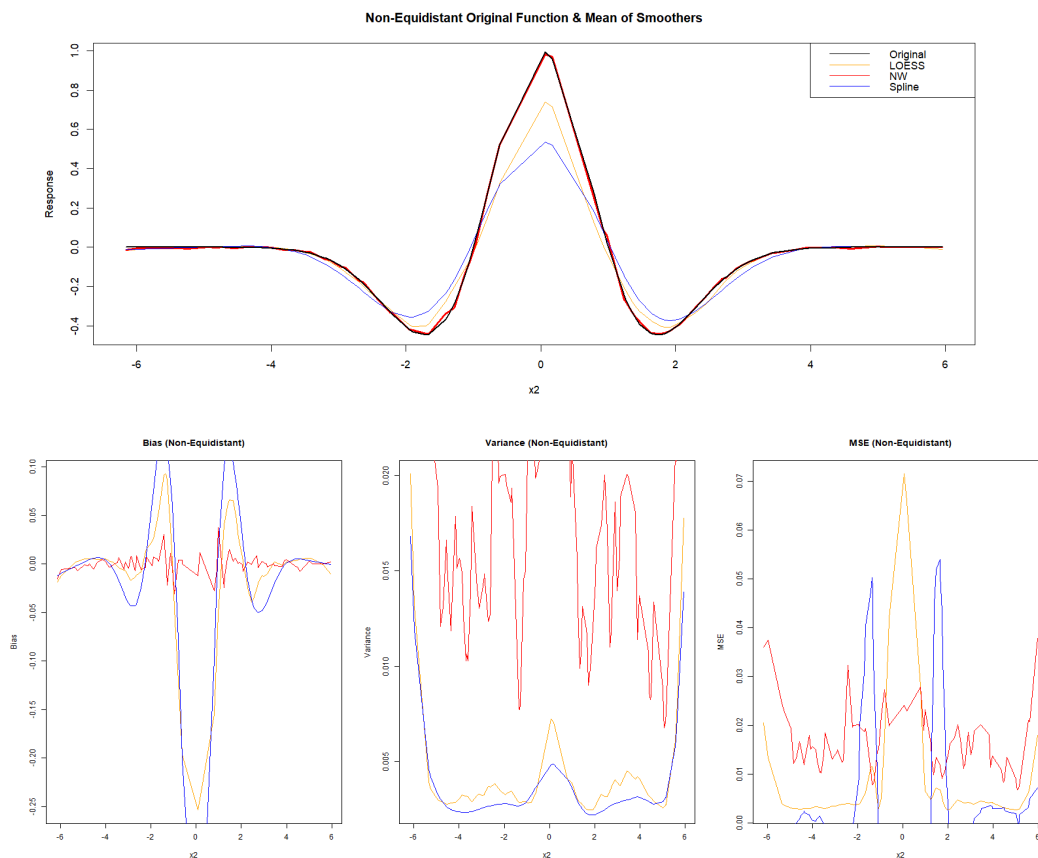 Non-Equidistant Original Function & Mean of Smoothers
Response
1.0
0.8
0.6
0.4
0.2
0.0
-0.2
-0.4
Original
LOESS
NW
Spline
-6 -4 -2 0 2 4 6
x2
Bias (Non-Equidistant)
Bias
0.10
0.05
0.00
-0.05
-0.10
-0.15
-0.20
-0.25
-6 -4 -2 0 2 4 6
x2
Variance (Non-Equidistant)
Variance
0.020
0.015
0.010
0.005
-6 -4 -2 0 2 4 6
x2
MSE (Non-Equidistant)
MSE
0.07
0.06
0.05
0.04
0.03
0.02
0.01
0.00
-6 -4 -2 0 2 4 6
x2